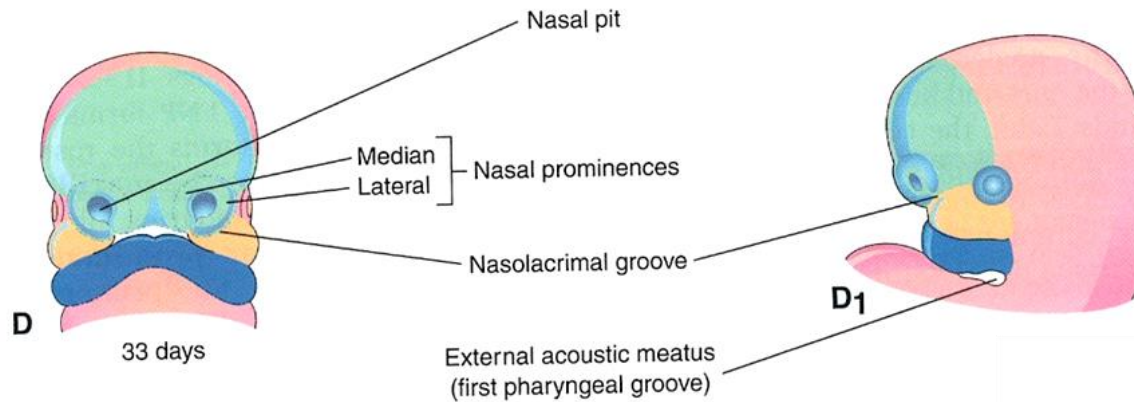 Nasal pit
Median
Lateral
Nasal prominences
Nasolacrimal groove
D
33 days
D1
External acoustic meatus
(first pharyngeal groove)